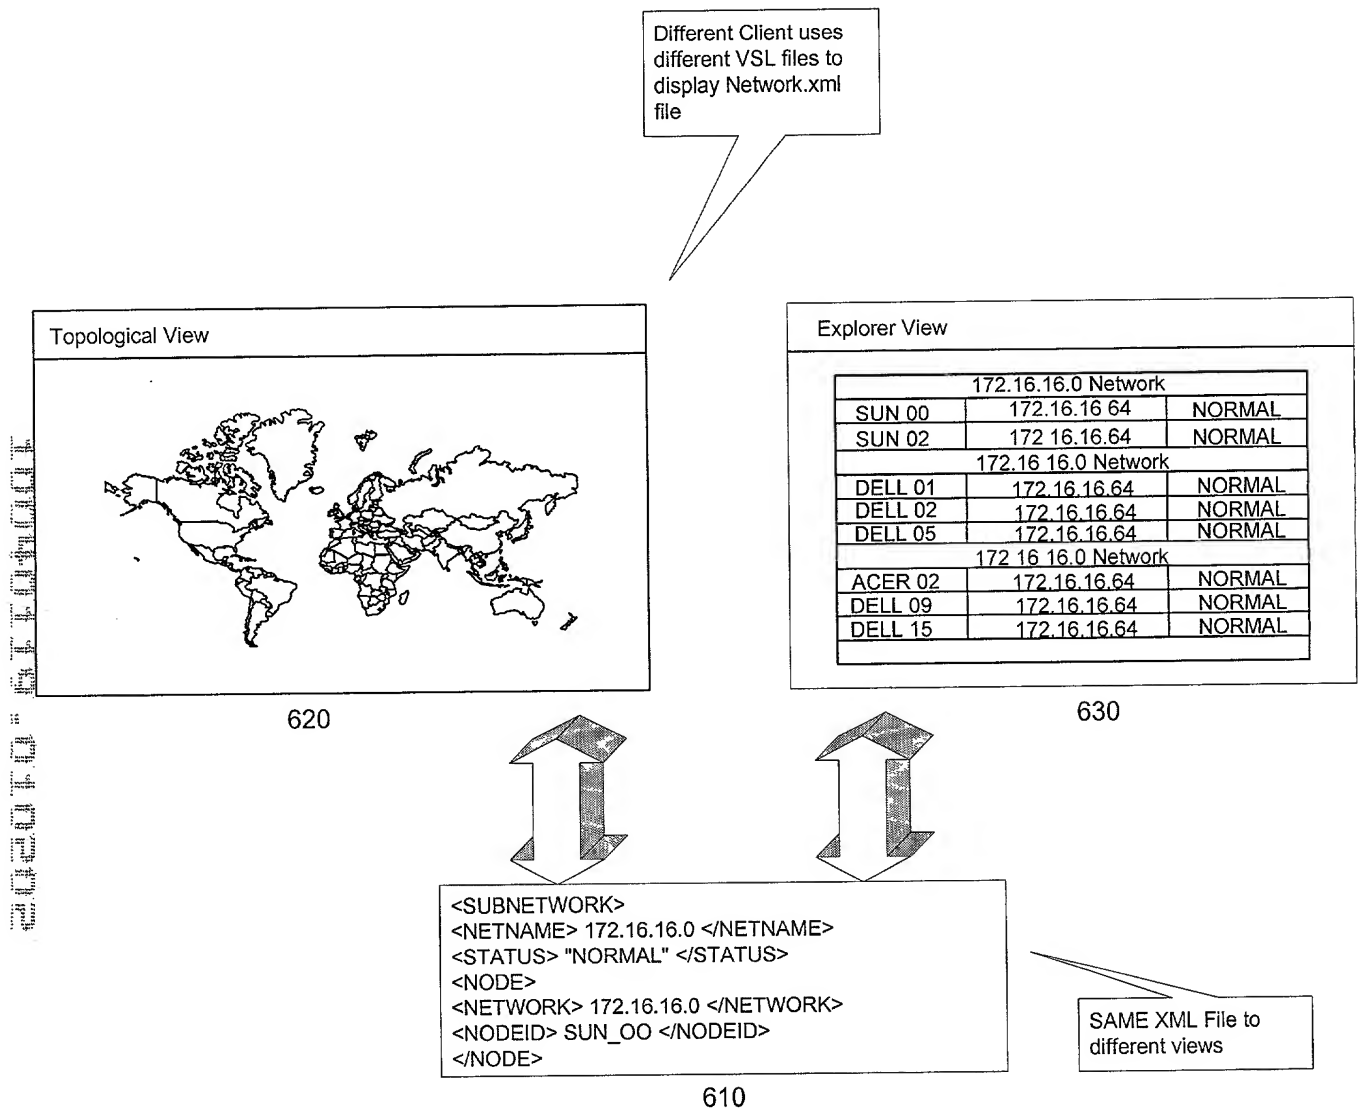 Different Client uses
different VSL files to
display Network.xml
file
Topological View
Explorer View
172.16.16.0 Network
SUN 00 172.16.16 64 NORMAL
SUN 02 172 16.16.64 NORMAL
172.16 16.0 Network
DELL 01 172.16.16.64 NORMAL
DELL 02 172.16.16.64 NORMAL
DELL 05 172.16.16.64 NORMAL
172 16 16.0 Network
ACER 02 172.16.16.64 NORMAL
DELL 09 172.16.16.64 NORMAL
DELL 15 172.16.16.64 NORMAL
620
630
<SUBNETWORK>
<NETNAME> 172.16.16.0 </NETNAME>
<STATUS> "NORMAL" </STATUS>
<NODE>
<NETWORK> 172.16.16.0 </NETWORK>
<NODEID> SUN_OO </NODEID>
</NODE>
SAME XML File to
different views
610